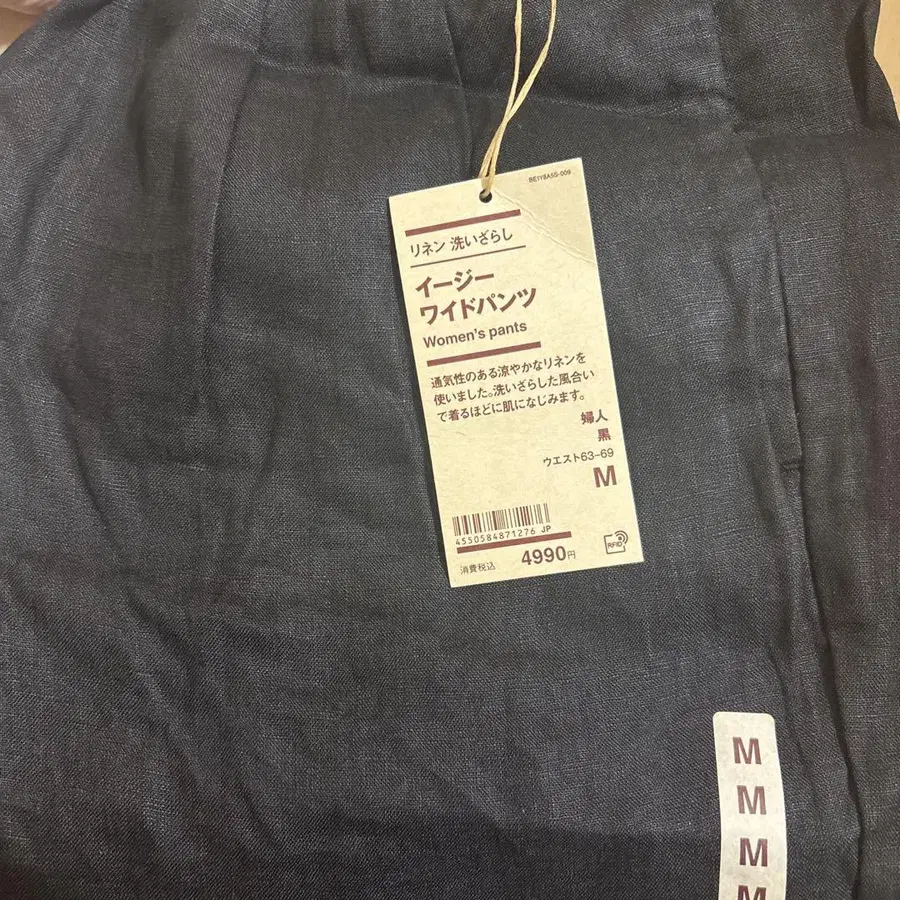 BE1Y8A5S-009
リネン 洗いざらし
イージー
ワイドパンツ
Women's pants
通気性のある涼やかなリネンを
使いました。洗いざらした風合い
で着るほどに肌になじみます。
婦人
黒
ウエスト63-69
M
4550584871276 JP
消費税込 4990円
RFID
M
M
M
M